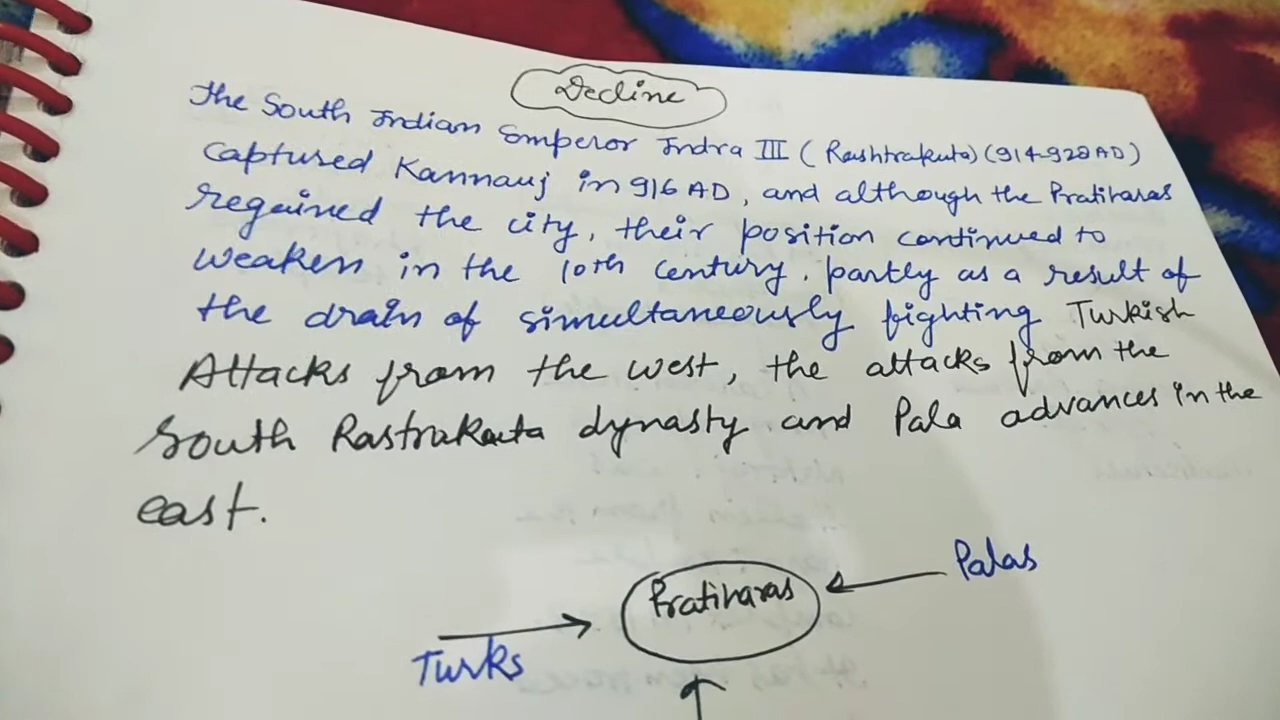 Decline
The South Indian Emperor Indra III (Rashtrakuta) (914-928 AD)
captured Kannauj in 916 AD, and although the Pratiharas
regained the city, their position continued to
weaken in the 10th century, partly as a result of
the drain of simultaneously fighting Turkish
Attacks from the west, the attacks from the
South Rastrakuta dynasty and Pala advances in the
east.
Palas
Pratiharas
Turks